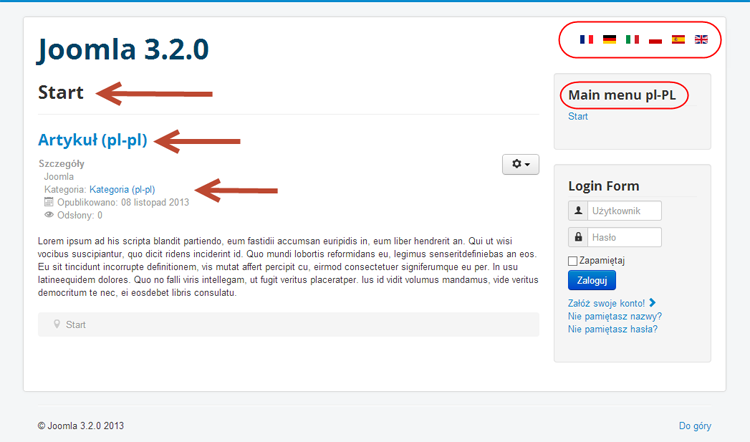 Joomla 3.2.0
Start
Artykuł (pl-pl)
Szczegóły
Joomla
Kategoria: Kategoria (pl-pl)
Opublikowano: 08 listopad 2013
Odsłony: 0
Lorem ipsum ad his scripta blandit partiendo, eum fastidii accumsan euripidis in, eum liber hendrerit an. Qui ut wisi
vocibus suscipiantur, quo dicit ridens inciderint id. Quo mundi lobortis reformidans eu, legimus senseritdefiniebas an eos.
Eu sit tincidunt incorrupte definitionem, vis mutat affert percipit cu, eirmod consectetuer signiferumque eu per. In usu
latineequidem dolores. Quo no falli viris intellegam, ut fugit veritus placeratper. Ius id vidit volumus mandamus, vide veritus
democritum te nec, ei eosdebet libris consulatu.
Start
Main menu pl-PL
Start
Login Form
Użytkownik
Hasło
Zapamiętaj
Zaloguj
Załóż swoje konto!
Nie pamiętasz nazwy?
Nie pamiętasz hasła?
© Joomla 3.2.0 2013
Do góry